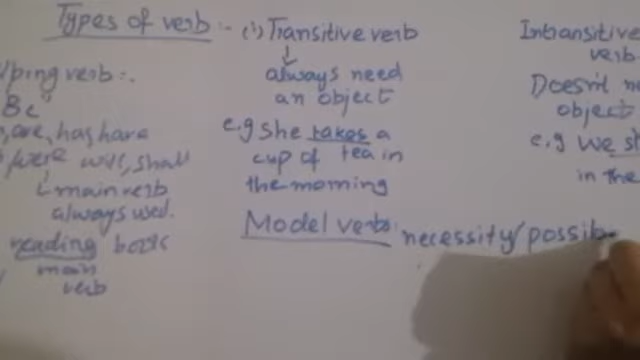 Types of verb :-
/ping verb:-
Be"
,are, has have
/were will, shall
main verb
always used.
reading books
main
verb
(i) Transitive verb
always need
an object
e.g She takes a
cup of tea in
the morning
Intransitive
verb
Doesn't
object
e.g we
in the
Model verbs: necessity/possib